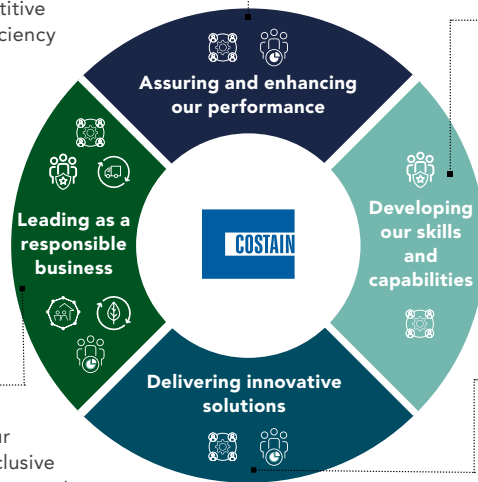 titive
ciency
Assuring and enhancing
our performance
Leading as a
responsible
business
COSTAIN
Developing
our skills
and
capabilities
Delivering innovative
solutions
ur
clusive